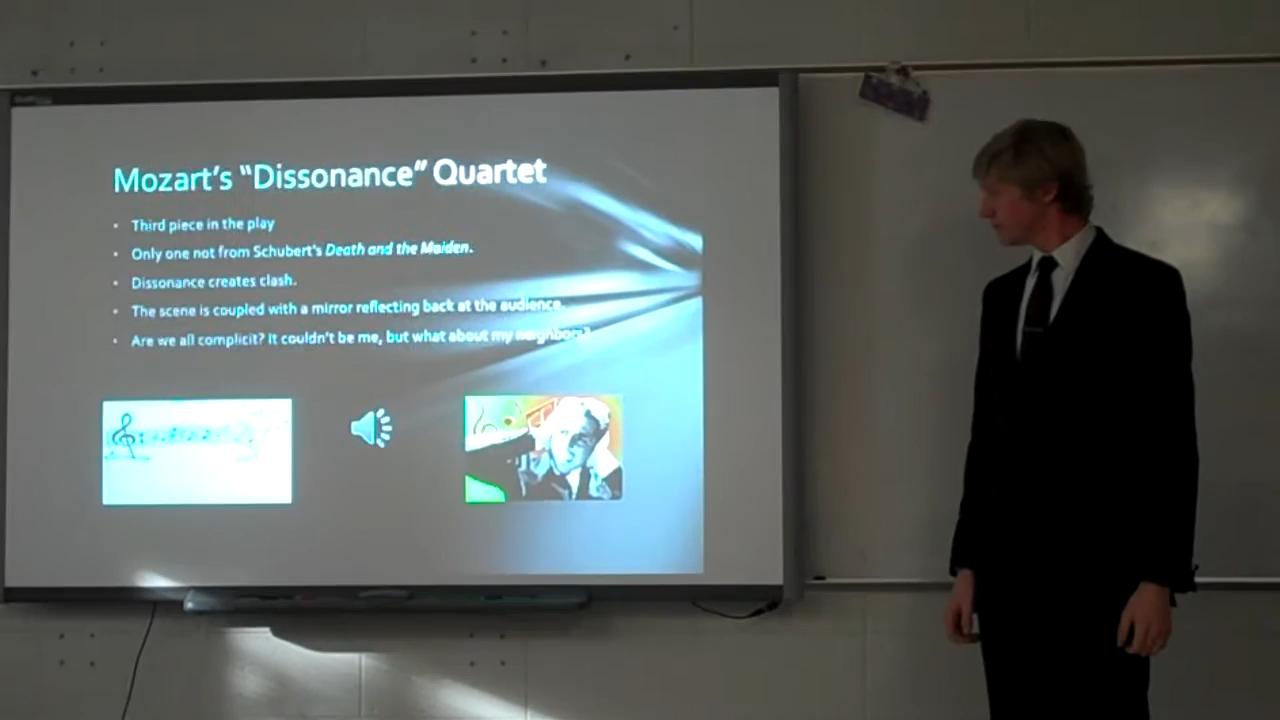 Mozart's "Dissonance" Quartet
• Third piece in the play
• Only one not from Schubert's Death and the Maiden.
• Dissonance creates clash.
• The scene is coupled with a mirror reflecting back at the audience.
• Are we all complicit? It couldn't be me, but what about my neighbors?